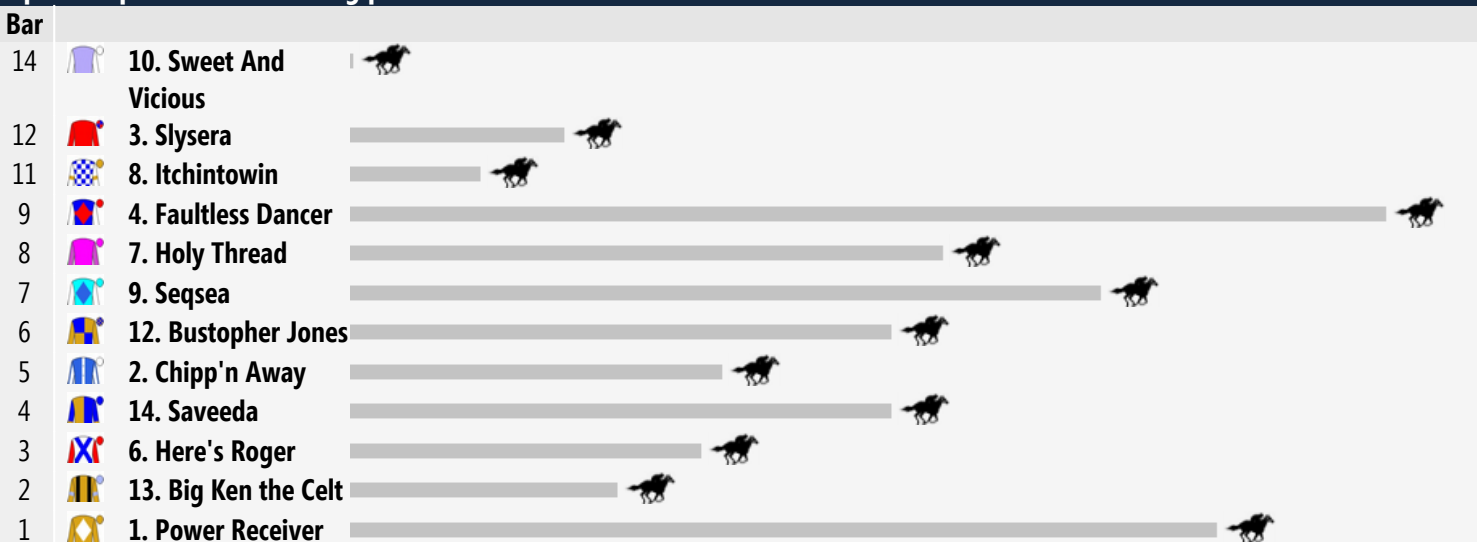 Bar
14 10. Sweet And
Vicious
12 3. Slysera
11 8. Itchintowin
9 4. Faultless Dancer
8 7. Holy Thread
7 9. Seqsea
6 12. Bustopher Jones
5 2. Chipp'n Away
4 14. Saveeda
3 6. Here's Roger
2 13. Big Ken the Celt
1 1. Power Receiver